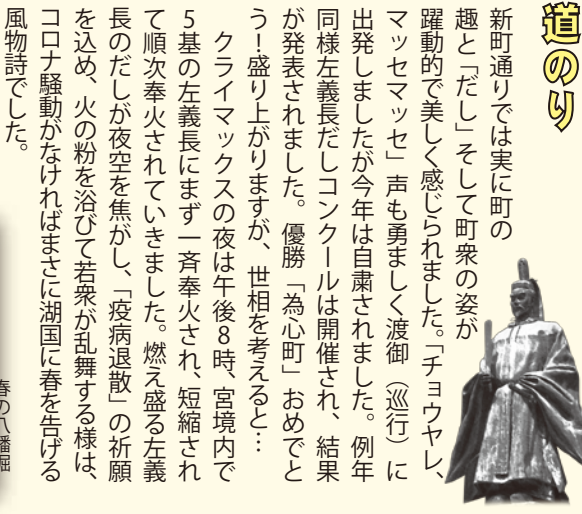 道のり
新町通りでは実に町の
趣と「だし」そして町衆の姿が
躍動的で美しく感じられました。「チョウヤレ、
マッセマッセ」声も勇ましく渡御（巡行）に
出発しましたが今年は自粛されました。例年
同様左義長だしコンクールは開催され、結果
が発表されました。優勝「為心町」おめでと
う！盛り上がりますが、世相を考えると…
クライマックスの夜は午後8時、宮境内で
5基の左義長にまず一斉奉火され、短縮され
て順次奉火されていきました。燃え盛る左義
長のだしが夜空を焦がし、「疫病退散」の祈願
を込め、火の粉を浴びて若衆が乱舞する様は、
コロナ騒動がなければまさに湖国に春を告げる
風物詩でした。
春の八幡堀